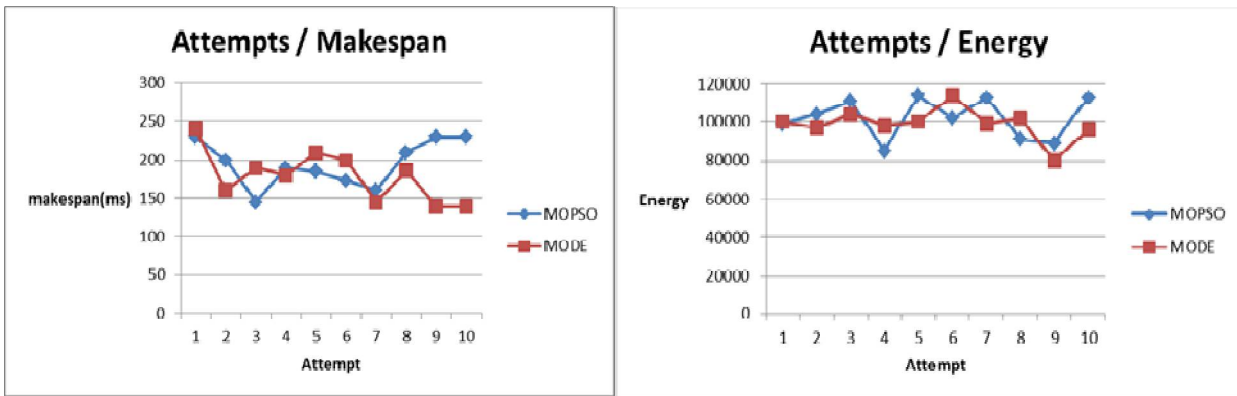 Attempts / Makespan
300
250
200
150
100
50
0
makespan(ms)
1 2 3 4 5 6 7 8 9 10
Attempt
MOPSO
MODE
Attempts / Energy
120000
100000
80000
60000
40000
20000
0
Energy
1 2 3 4 5 6 7 8 9 10
Attempt
MOPSO
MODE